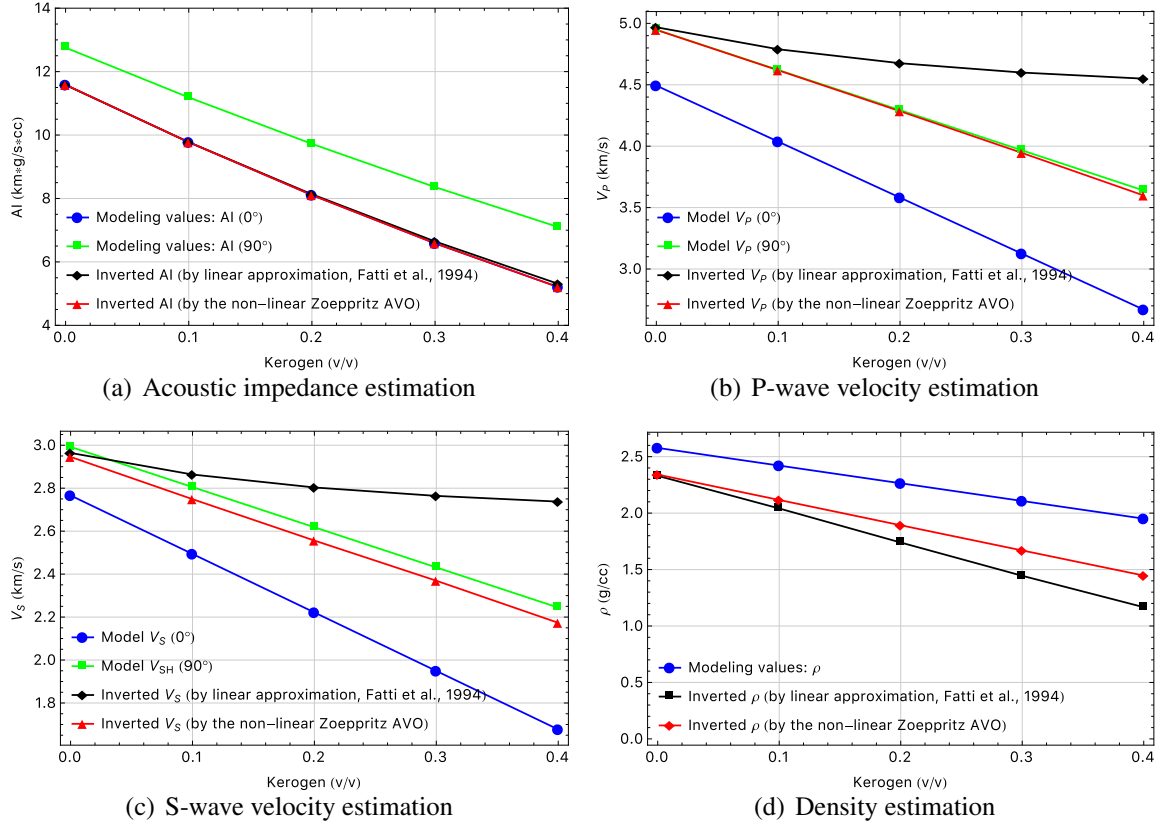 14
12
10
8
6
4
AI (km*g/s*cc)
Modeling values: AI (0°)
Modeling values: AI (90°)
Inverted AI (by linear approximation, Fatti et al., 1994)
Inverted AI (by the non-linear Zoeppritz AVO)
0.0 0.1 0.2 0.3 0.4
Kerogen (v/v)
(a) Acoustic impedance estimation
5.0
4.5
4.0
3.5
3.0
V_P (km/s)
Model V_P (0°)
Model V_P (90°)
Inverted V_P (by linear approximation, Fatti et al., 1994)
Inverted V_P (by the non-linear Zoeppritz AVO)
0.0 0.1 0.2 0.3 0.4
Kerogen (v/v)
(b) P-wave velocity estimation
3.0
2.8
2.6
2.4
2.2
2.0
1.8
V_S (km/s)
Model V_S (0°)
Model V_SH (90°)
Inverted V_S (by linear approximation, Fatti et al., 1994)
Inverted V_S (by the non-linear Zoeppritz AVO)
0.0 0.1 0.2 0.3 0.4
Kerogen (v/v)
(c) S-wave velocity estimation
2.5
2.0
1.5
1.0
0.5
0.0
ρ (g/cc)
Modeling values: ρ
Inverted ρ (by linear approximation, Fatti et al., 1994)
Inverted ρ (by the non-linear Zoeppritz AVO)
0.0 0.1 0.2 0.3 0.4
Kerogen (v/v)
(d) Density estimation